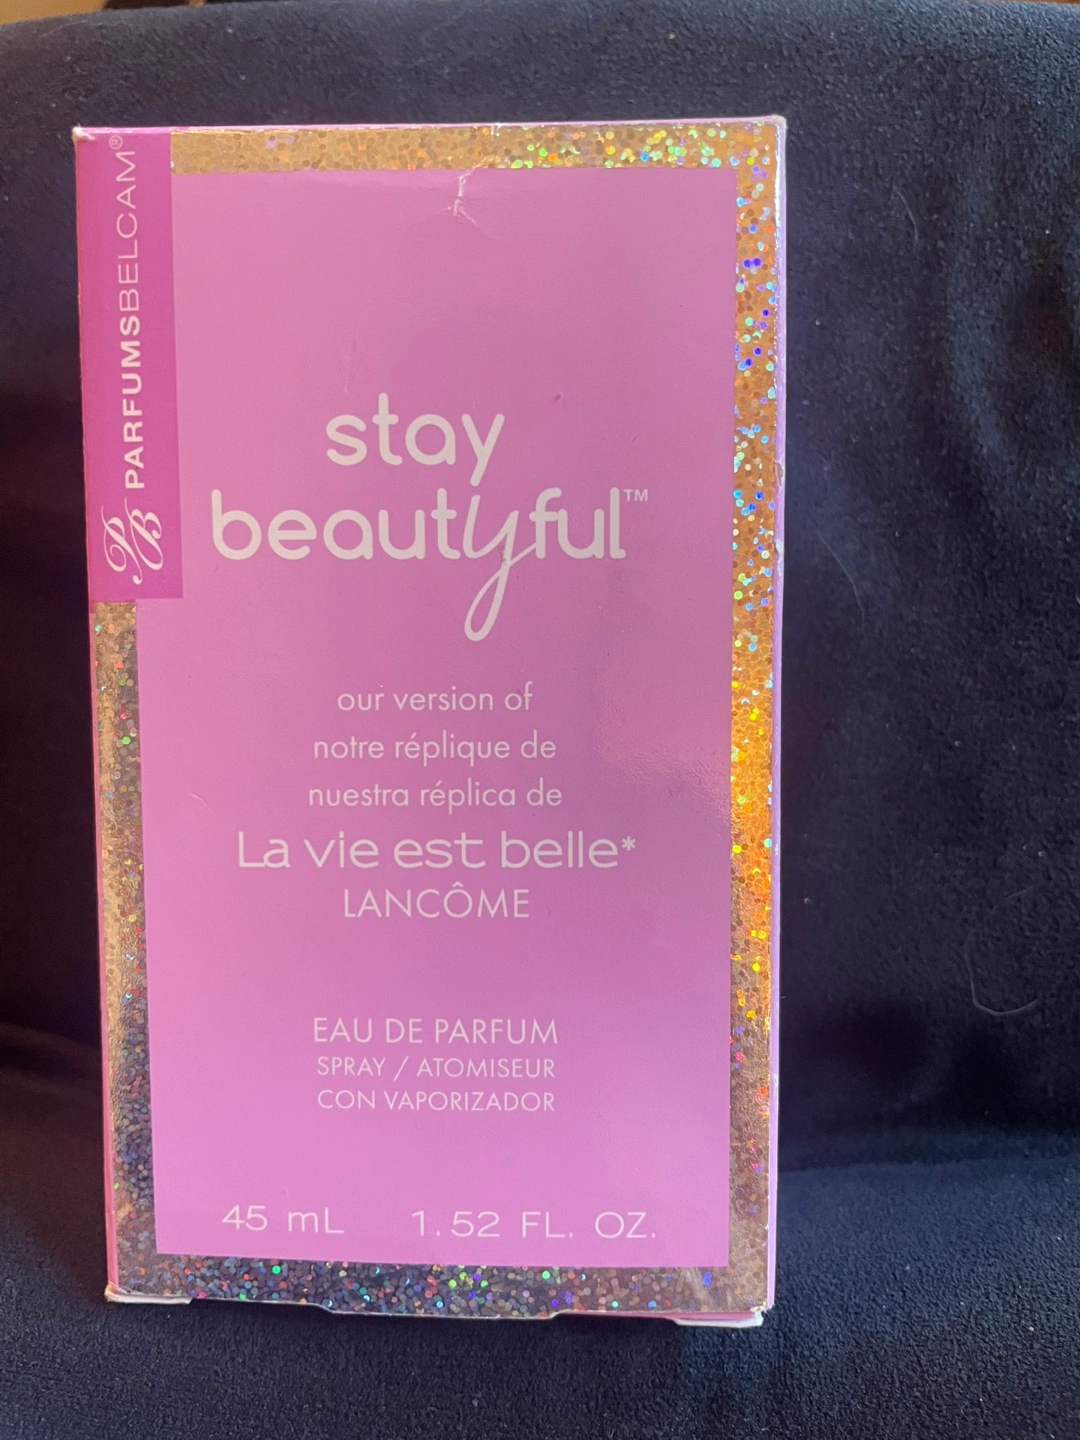 PB PARFUMSBELCAM®
stay
beautyful™
our version of
notre réplique de
nuestra réplica de
La vie est belle*
LANCÔME
EAU DE PARFUM
SPRAY / ATOMISEUR
CON VAPORIZADOR
45 mL 1.52 FL. OZ.